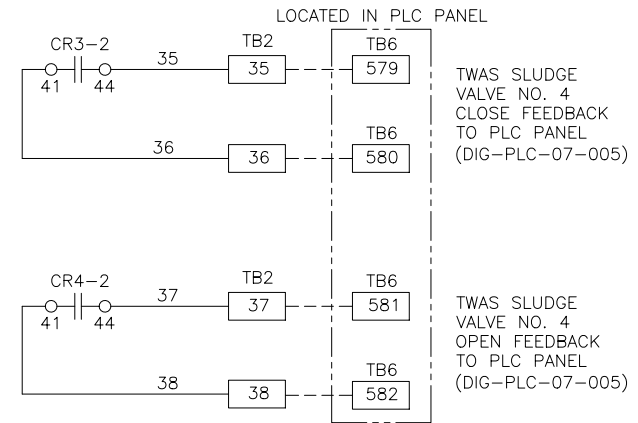 LOCATED IN PLC PANEL
CR3-2
35
TB2
TB6
41
44
35
579
TWAS SLUDGE
VALVE NO. 4
CLOSE FEEDBACK
TO PLC PANEL
(DIG-PLC-07-005)
36
TB6
36
580
CR4-2
37
TB2
TB6
41
44
37
581
TWAS SLUDGE
VALVE NO. 4
OPEN FEEDBACK
TO PLC PANEL
(DIG-PLC-07-005)
38
TB6
38
582